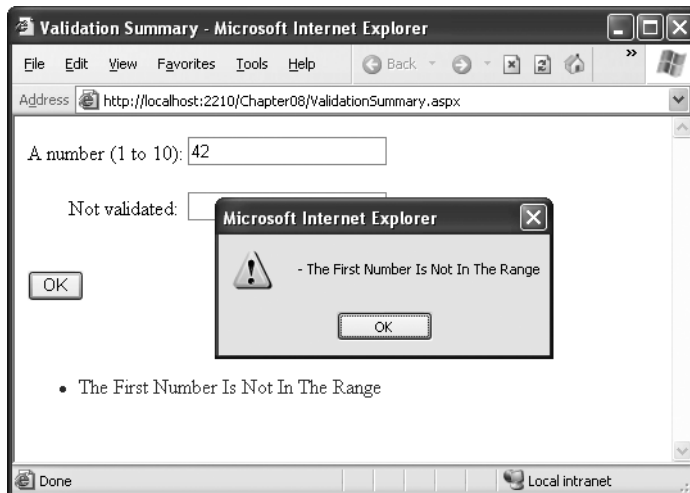 Validation Summary - Microsoft Internet Explorer
File Edit View Favorites Tools Help Back »
Address http://localhost:2210/Chapter08/ValidationSummary.aspx
A number (1 to 10): 42
Not validated:
Microsoft Internet Explorer
- The First Number Is Not In The Range
OK
OK
• The First Number Is Not In The Range
Done Local intranet